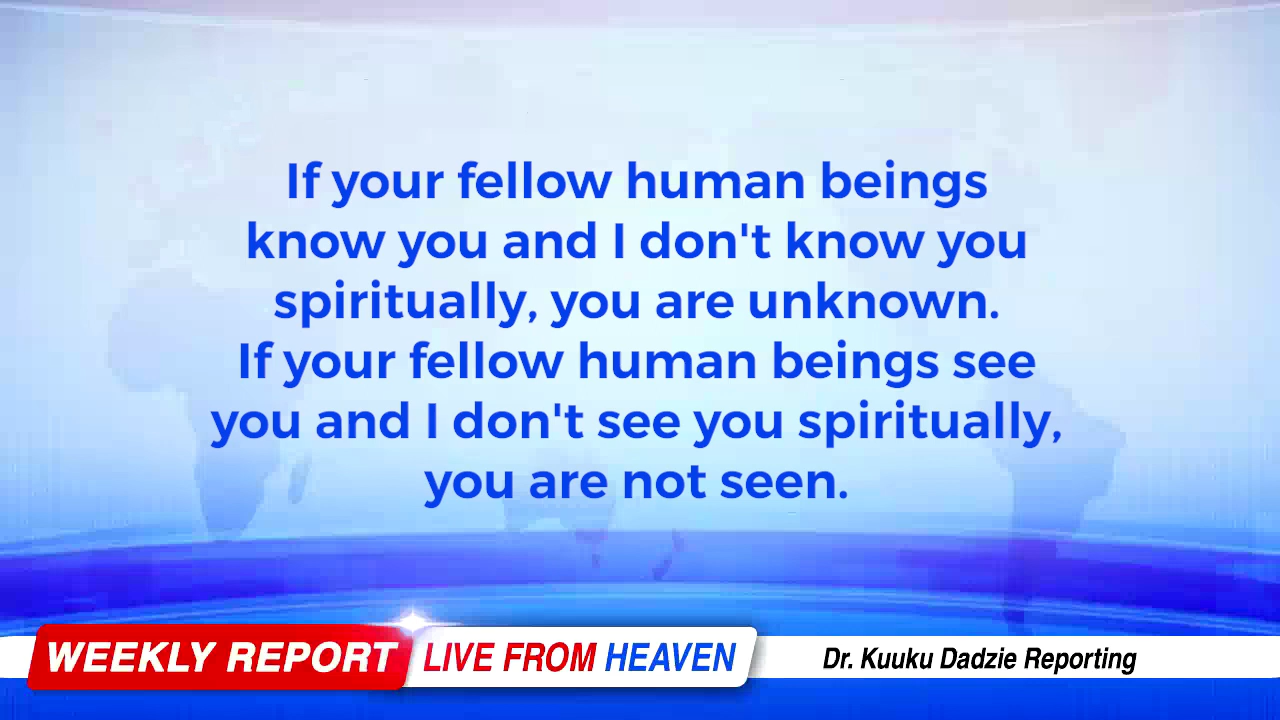 If your fellow human beings
know you and I don't know you
spiritually, you are unknown.
If your fellow human beings see
you and I don't see you spiritually,
you are not seen.
WEEKLY REPORT LIVE FROM HEAVEN Dr. Kuuku Dadzie Reporting